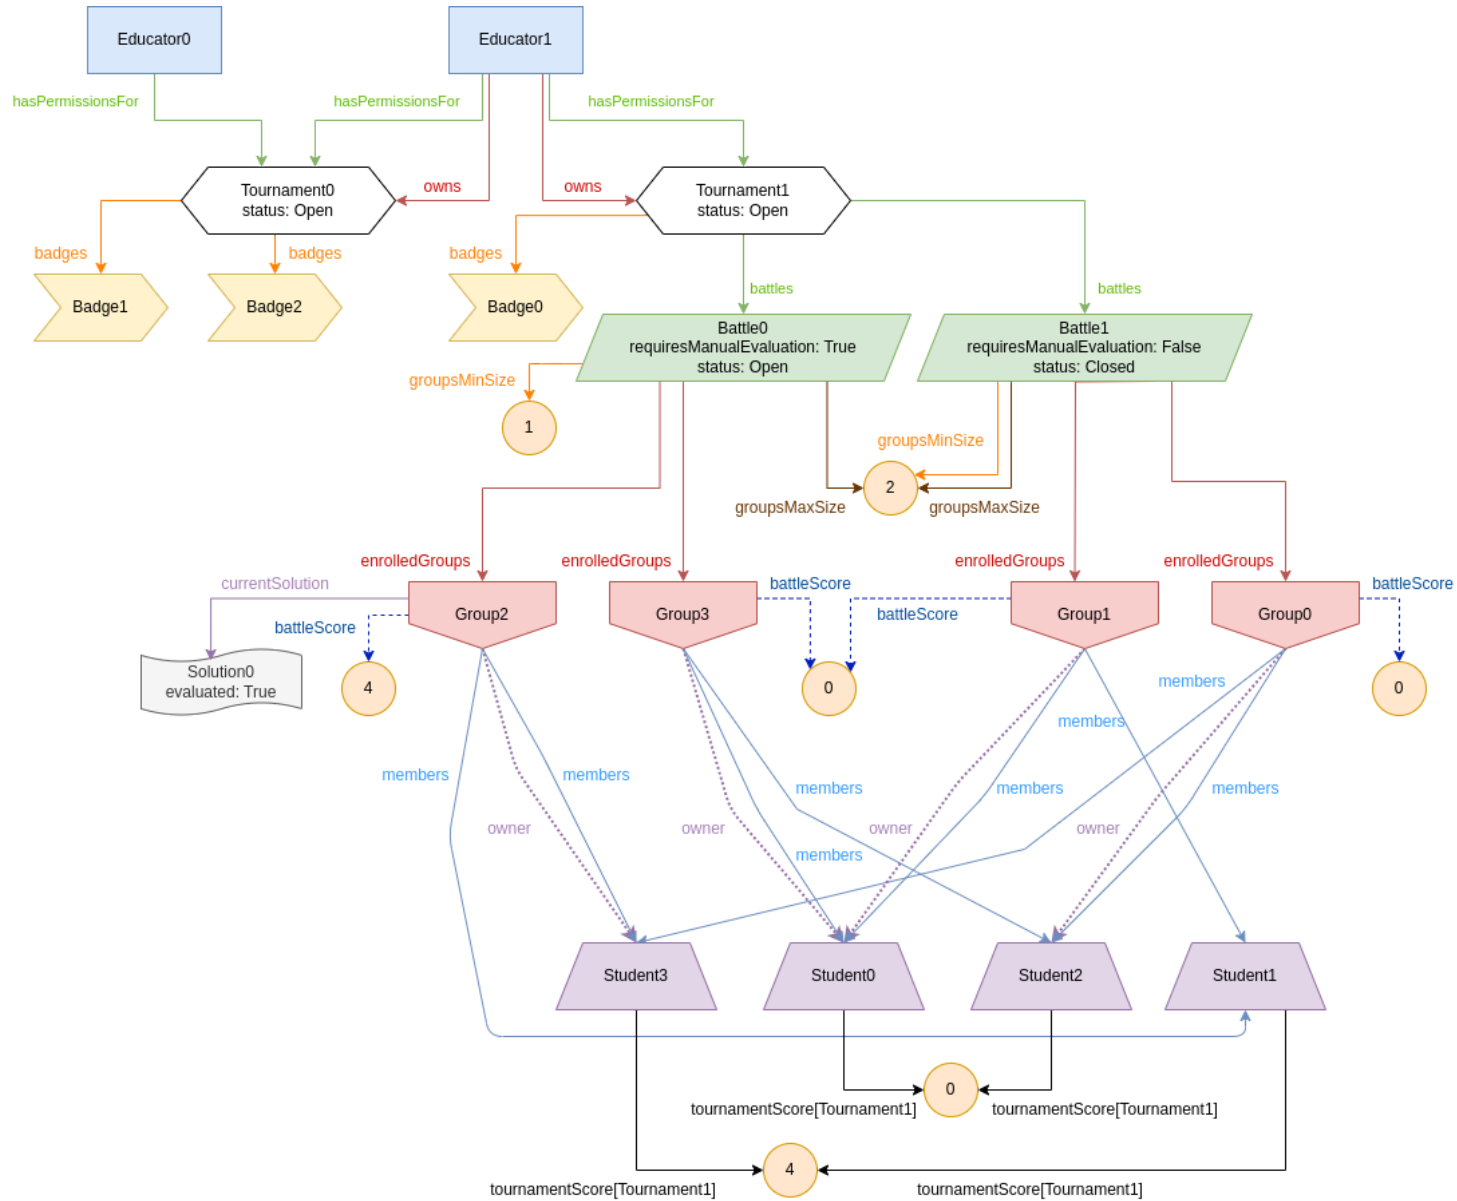 Educator0
Educator1
hasPermissionsFor
hasPermissionsFor
hasPermissionsFor
Tournament0
status: Open
owns
owns
Tournament1
status: Open
badges
badges
badges
Badge1
Badge2
Badge0
battles
battles
Battle0
requiresManualEvaluation: True
status: Open
Battle1
requiresManualEvaluation: False
status: Closed
groupsMinSize
1
groupsMinSize
2
groupsMaxSize
groupsMaxSize
enrolledGroups
enrolledGroups
enrolledGroups
enrolledGroups
currentSolution
battleScore
battleScore
battleScore
battleScore
Group2
Group3
Group1
Group0
Solution0
evaluated: True
4
0
0
members
members
members
members
members
members
members
members
owner
owner
owner
owner
Student3
Student0
Student2
Student1
0
tournamentScore[Tournament1]
tournamentScore[Tournament1]
4
tournamentScore[Tournament1]
tournamentScore[Tournament1]